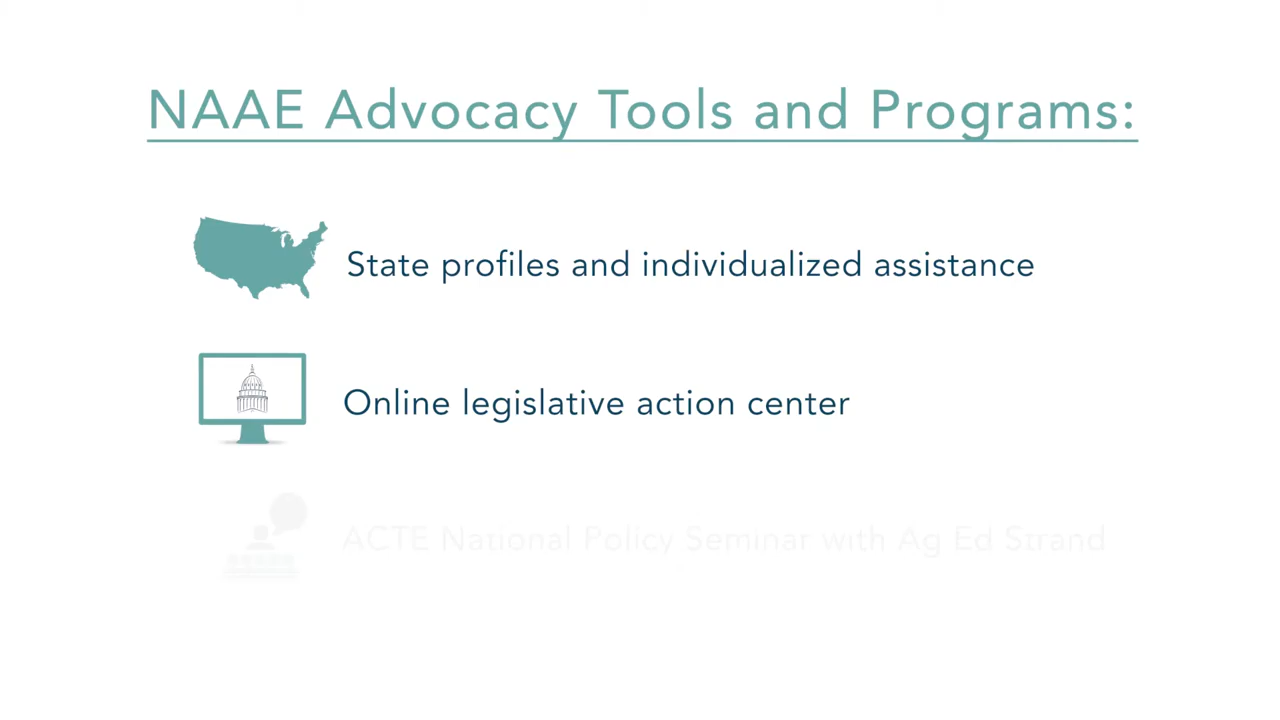 NAAE Advocacy Tools and Programs:
State profiles and individualized assistance
Online legislative action center
ACTE National Policy Seminar with Ag Ed Strand